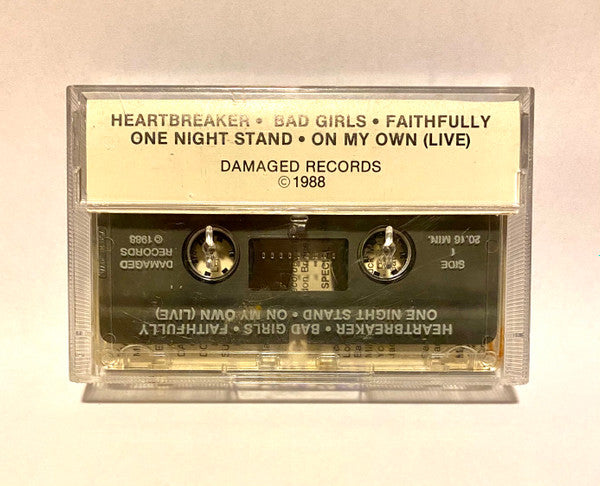 HEARTBREAKER • BAD GIRLS • FAITHFULLY
ONE NIGHT STAND • ON MY OWN (LIVE)
DAMAGED RECORDS
© 1988
HEARTBREAKER • BAD GIRLS • FAITHFULLY
ONE NIGHT STAND • ON MY OWN (LIVE)
SIDE
1
20.16 MIN.
DAMAGED
RECORDS
© 1988
SPEC